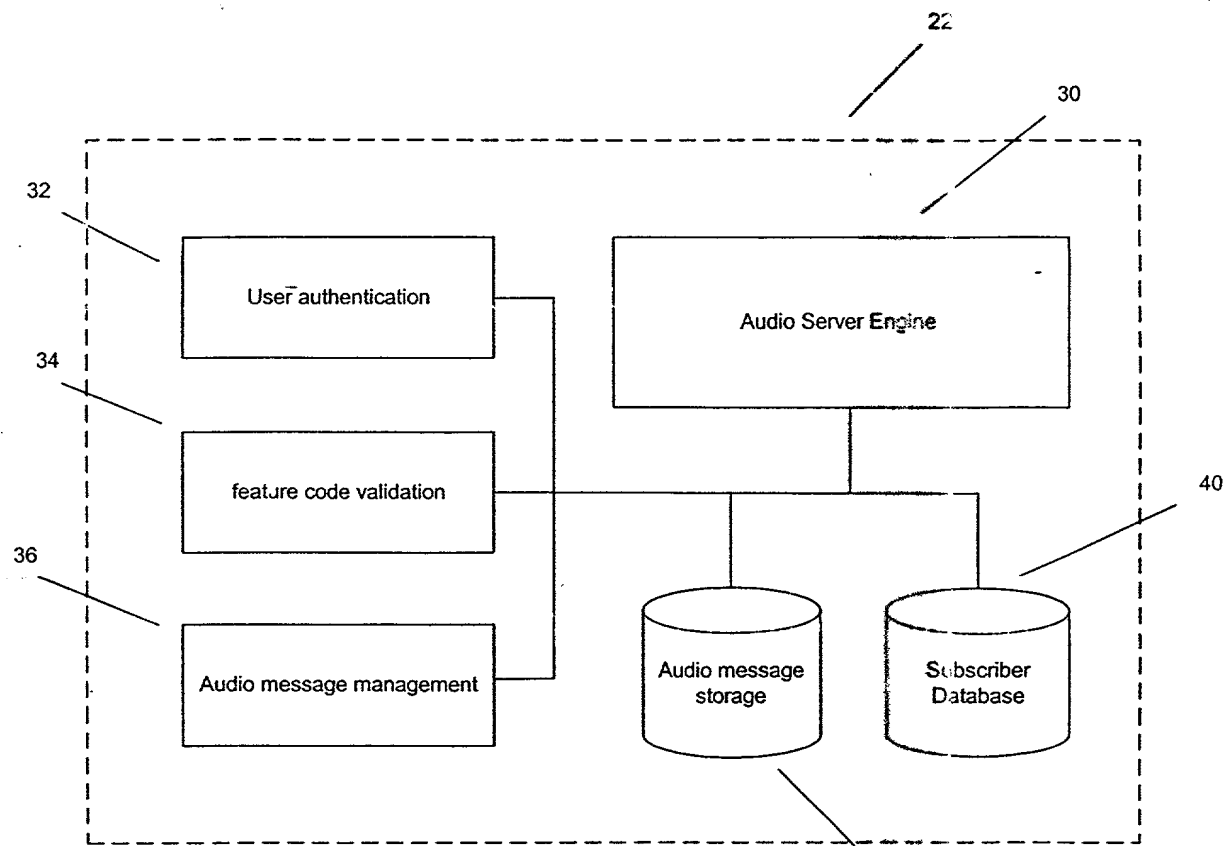 22
30
32
User authentication
Audio Server Engine
34
feature code validation
40
36
Audio message management
Audio message
storage
Subscriber
Database